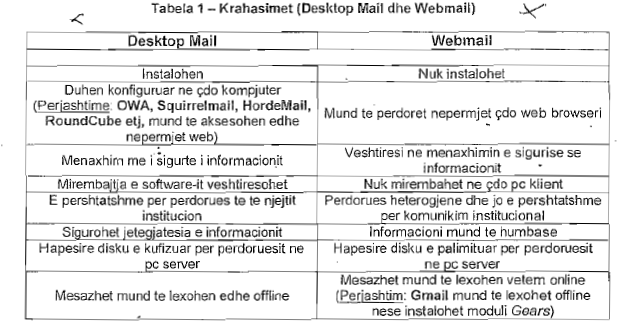 Tabela 1 – Krahasimet (Desktop Mail dhe Webmail)
Desktop Mail
Webmail
Instalohen
Nuk instalohet
Duhen konfiguruar ne çdo kompjuter
(Perjashtime: OWA, Squirrelmail, HordeMail,
RoundCube etj, mund te aksesohen edhe
nepermjet web)
Mund te perdoret nepermjet çdo web browseri
Menaxhim me i sigurte i informacionit
Veshtiresi ne menaxhimin e sigurise se
informacionit
Mirembajtja e software-it veshtiresohet
Nuk mirembahet ne çdo pc klient
E pershtatshme per perdorues te te njejtit
institucion
Perdorues heterogjene dhe jo e pershtatshme
per komunikim institucional
Sigurohet jetegjatesia e informacionit
Informacioni mund te humbase
Hapesire disku e kufizuar per perdoruesit ne
pc server
Hapesire disku e palimituar per perdoruesit
ne pc server
Mesazhet mund te lexohen edhe offline
Mesazhet mund te lexohen vetem online
(Perjashtim: Gmail mund te lexohet offline
nese instalohet moduli Gears)